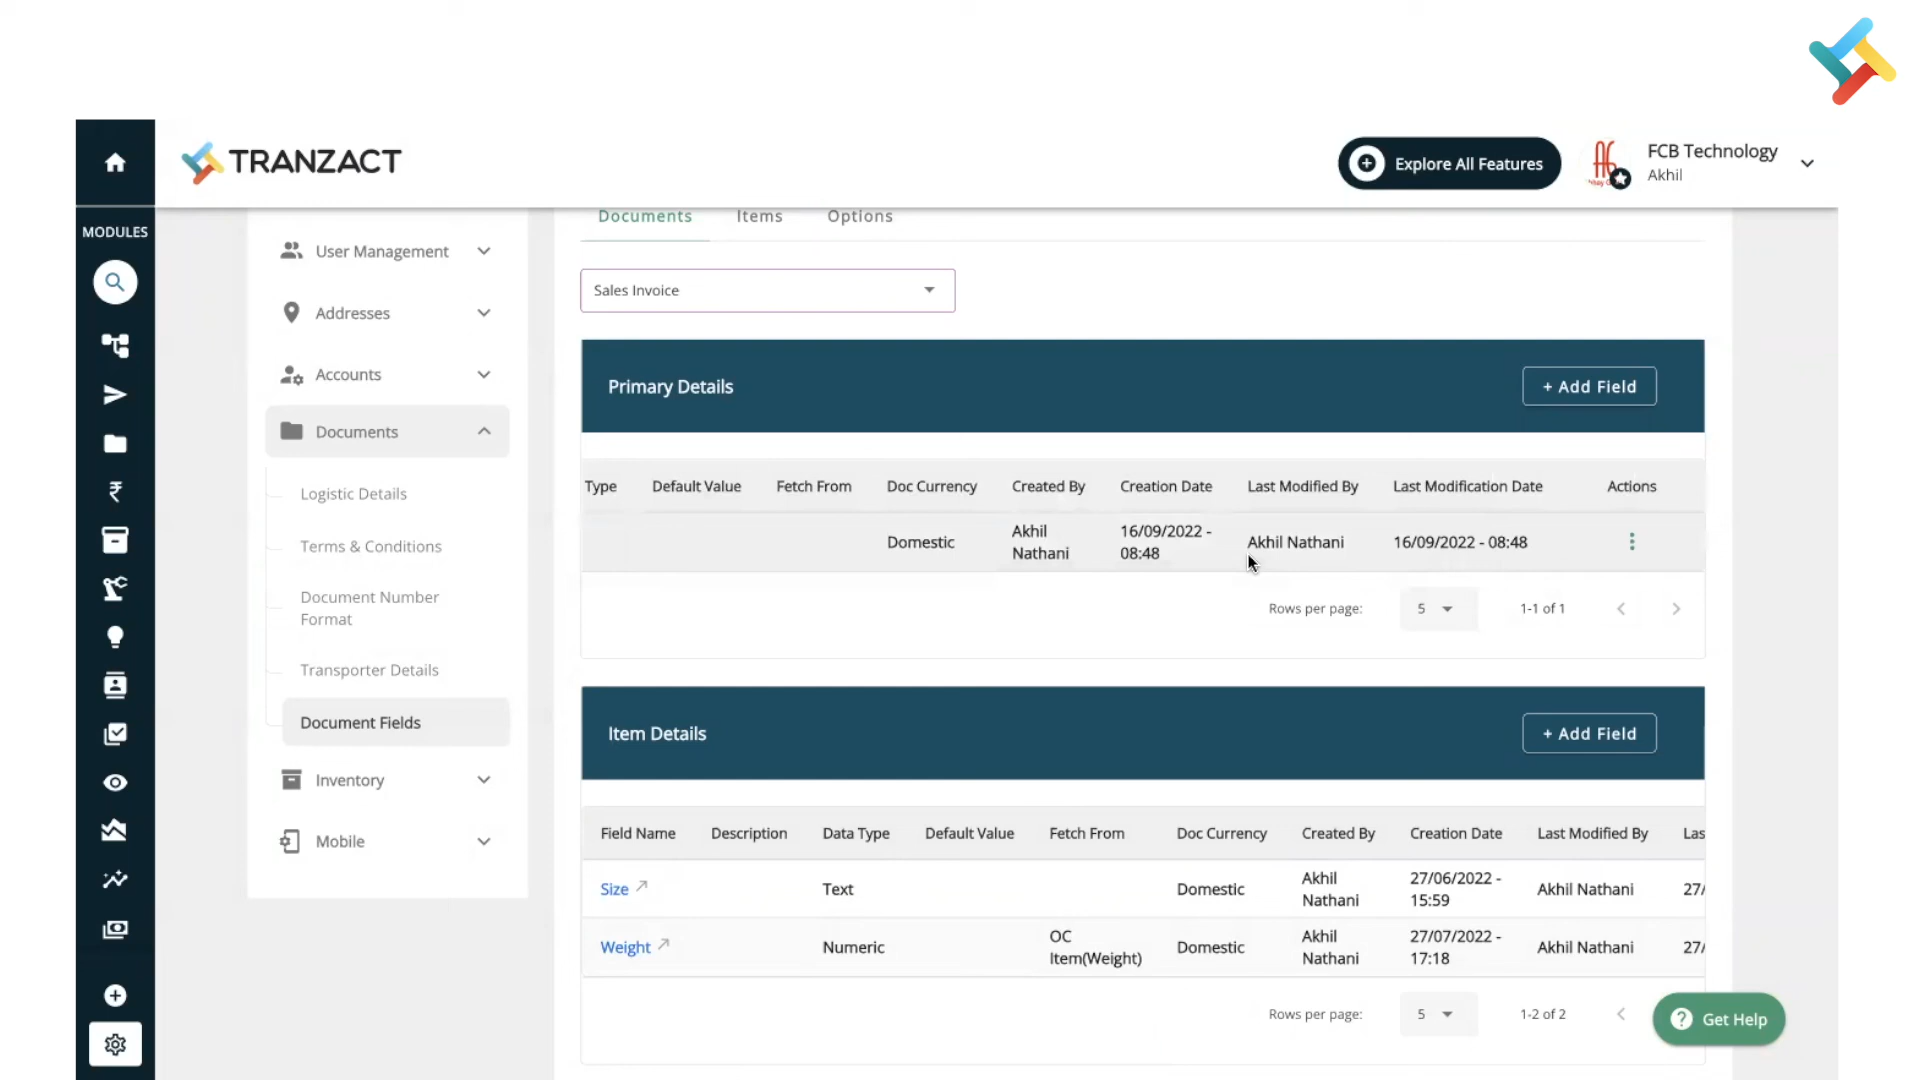 TRANZACT
Explore All Features
FCB Technology
Akhil
MODULES
User Management
Addresses
Accounts
Documents
Logistic Details
Terms & Conditions
Document Number
Format
Transporter Details
Document Fields
Inventory
Mobile
Documents Items Options
Sales Invoice
Primary Details
+ Add Field
Type Default Value Fetch From Doc Currency Created By Creation Date Last Modified By Last Modification Date Actions
Domestic Akhil Nathani 16/09/2022 - 08:48 Akhil Nathani 16/09/2022 - 08:48
Rows per page: 5 1-1 of 1
Item Details
+ Add Field
Field Name Description Data Type Default Value Fetch From Doc Currency Created By Creation Date Last Modified By Las
Size Text Domestic Akhil Nathani 27/06/2022 - 15:59 Akhil Nathani 27/
Weight Numeric OC Item(Weight) Domestic Akhil Nathani 27/07/2022 - 17:18 Akhil Nathani 27/
Rows per page: 5 1-2 of 2
Get Help